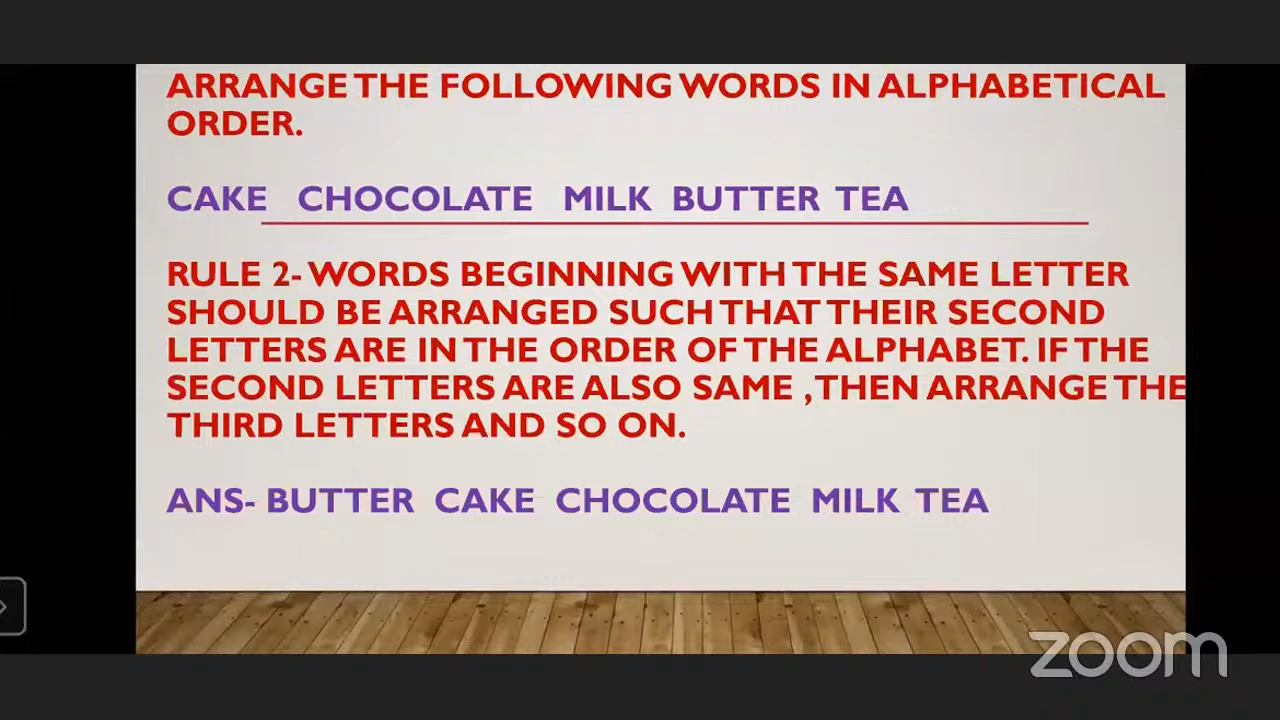 ARRANGE THE FOLLOWING WORDS IN ALPHABETICAL
ORDER.
CAKE CHOCOLATE MILK BUTTER TEA
RULE 2- WORDS BEGINNING WITH THE SAME LETTER
SHOULD BE ARRANGED SUCH THAT THEIR SECOND
LETTERS ARE IN THE ORDER OF THE ALPHABET. IF THE
SECOND LETTERS ARE ALSO SAME , THEN ARRANGE THE
THIRD LETTERS AND SO ON.
ANS- BUTTER CAKE CHOCOLATE MILK TEA
zoom